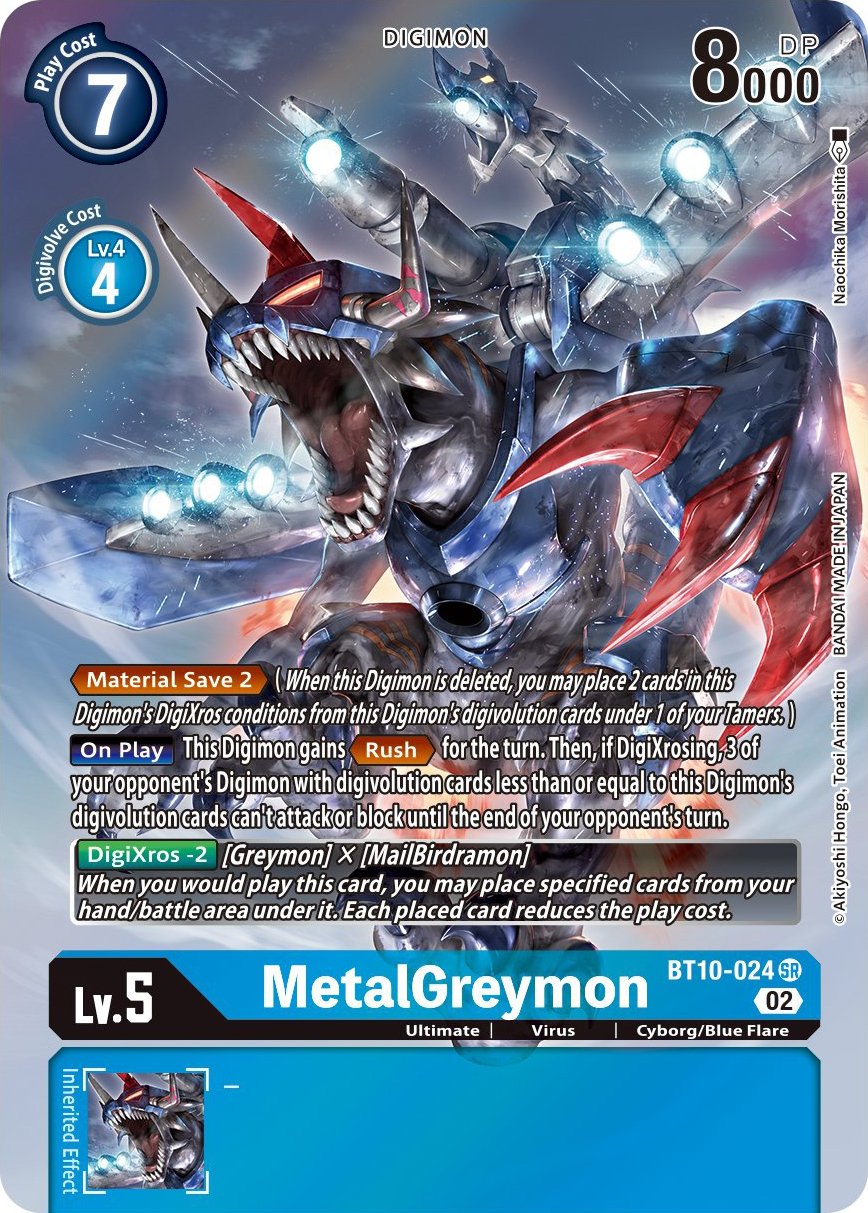 DIGIMON
Play Cost
7
DP
8000
Digivolve Cost
Lv.4
4
Naochika Morishita
Material Save 2 (When this Digimon is deleted, you may place 2 cards in this
Digimon's DigiXros conditions from this Digimon's digivolution cards under 1 of your Tamers.)
On Play This Digimon gains Rush for the turn. Then, if DigiXrosing, 3 of
your opponent's Digimon with digivolution cards less than or equal to this Digimon's
digivolution cards can't attack or block until the end of your opponent's turn.
DigiXros -2 [Greymon] × [MailBirdramon]
When you would play this card, you may place specified cards from your
hand/battle area under it. Each placed card reduces the play cost.
©Akiyoshi Hongo, Toei Animation BANDAI MADE IN JAPAN
Lv.5
MetalGreymon
BT10-024 SR
02
Ultimate | Virus | Cyborg/Blue Flare
Inherited Effect
–